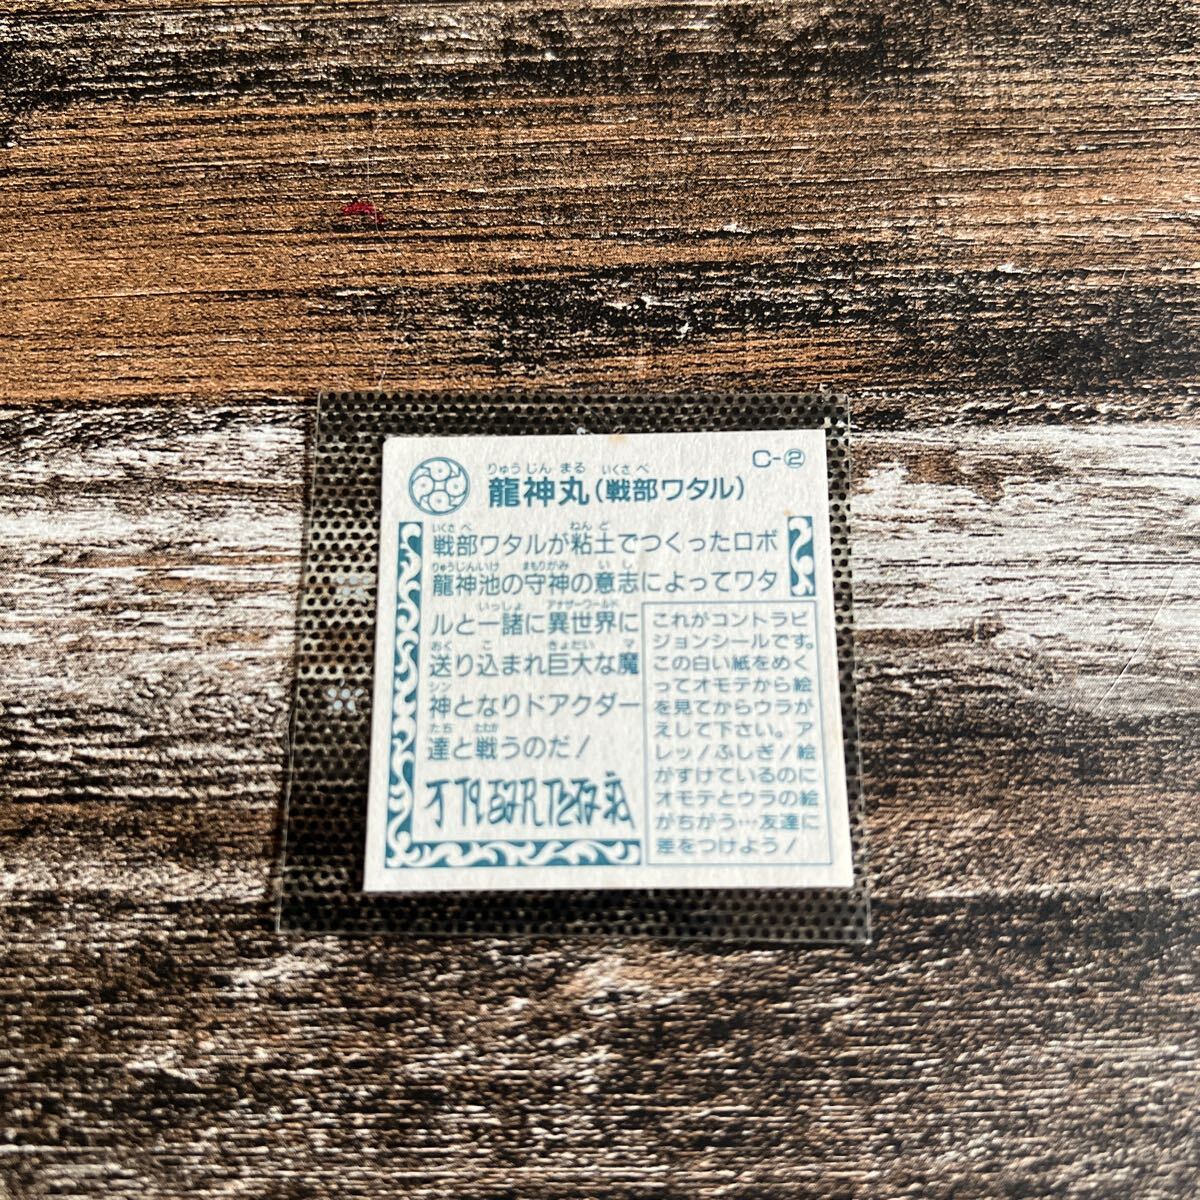 C-②
りゅうじん まる いくさ べ
龍神丸(戦部ワタル)
いくさ べ ねん ど
戦部ワタルが粘土でつくったロボ
りゅうじんいけ まもりがみ い し
龍神池の守神の意志によってワタ
いっしょ アナザーワールド
ルと一諸に異世界に
おく こ きょだい マ
送り込まれ巨大な魔
シン
神となりドアクダー
たち たたか
達と戦うのだ!
これがコントラビ
ジョンシールです。
この白い紙をめく
ってオモテから絵
を見てからウラが
えして下さい。ア
レッ!ふしぎ!絵
がすけているのに
オモテとウラの絵
がちがう…友達に
差をつけよう!